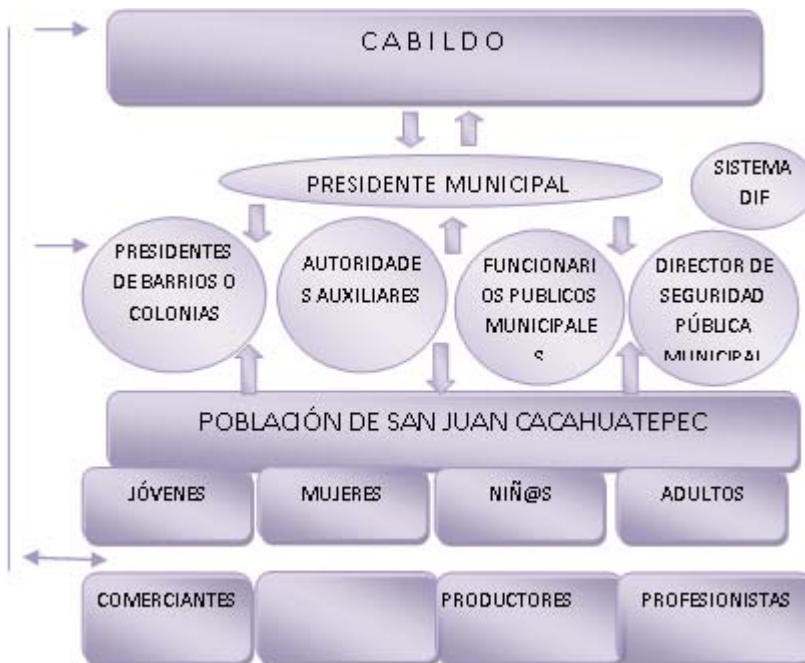 CABILDO
PRESIDENTE MUNICIPAL
SISTEMA
DIF
PRESIDENTES
DE BARRIOS O
COLONIAS
AUTORIDADE
S AUXILIARES
FUNCIONARI
OS PUBLICOS
MUNICIPALE
S
DIRECTOR DE
SEGURIDAD
PÚBLICA
MUNICIPAL
POBLACIÓN DE SAN JUAN CACAHUATEPEC
JÓVENES
MUJERES
NIÑ@S
ADULTOS
COMERCIANTES
PRODUCTORES
PROFESIONISTAS